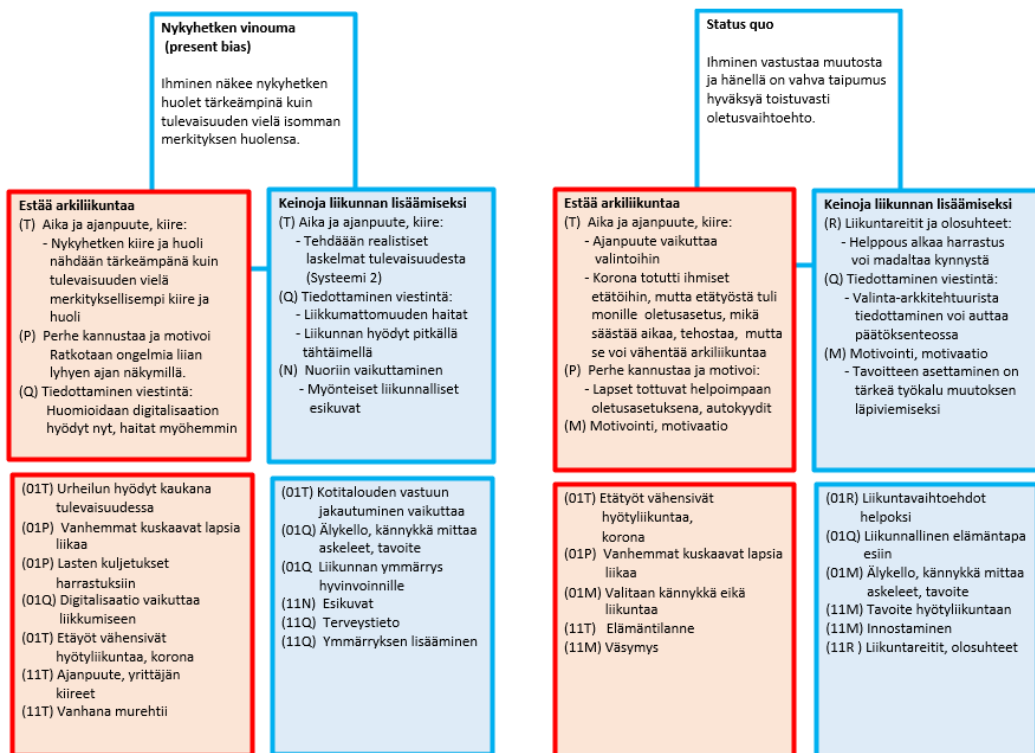 Nykyhetken vinouma
(present bias)
Ihminen näkee nykyhetken
huolet tärkeämpinä kuin
tulevaisuuden vielä isomman
merkityksen huolensa.
Estää arkiliikuntaa
(T) Aika ja ajanpuute, kiire:
- Nykyhetken kiire ja huoli
nähdään tärkeämpänä kuin
tulevaisuuden vielä
merkityksellisempi kiire ja
huoli
(P) Perhe kannustaa ja motivoi
Ratkotaan ongelmia liian
lyhyen ajan näkymillä.
(Q) Tiedottaminen viestintä:
Huomioidaan digitalisaation
hyödyt nyt, haitat myöhemmin
Keinoja liikunnan lisäämiseksi
(T) Aika ja ajanpuute, kiire:
- Tehdäään realistiset
laskelmat tulevaisuudesta
(Systeemi 2)
(Q) Tiedottaminen viestintä:
- Liikkumattomuuden haitat
- Liikunnan hyödyt pitkällä
tähtäimellä
(N) Nuoriin vaikuttaminen
- Myönteiset liikunnalliset
esikuvat
(01T) Urheilun hyödyt kaukana
tulevaisuudessa
(01P) Vanhemmat kuskaavat lapsia
liikaa
(01P) Lasten kuljetukset
harrastuksiin
(01Q) Digitalisaatio vaikuttaa
liikkumiseen
(01T) Etäyöt vähensivät
hyötyliikuntaa, korona
(11T) Ajanpuute, yrittäjän
kiireet
(11T) Vanhana murehtii
(01T) Kotitalouden vastuun
jakautuminen vaikuttaa
(01Q) Älykello, kännykkä mittaa
askeleet, tavoite
(01Q Liikunnan ymmärrys
hyvinvoinnille
(11N) Esikuvat
(11Q) Terveystieto
(11Q) Ymmärryksen lisääminen
Status quo
Ihminen vastustaa muutosta
ja hänellä on vahva taipumus
hyväksyä toistuvasti
oletusvaihtoehto.
Estää arkiliikuntaa
(T) Aika ja ajanpuute, kiire:
- Ajanpuute vaikuttaa
valintoihin
- Korona totutti ihmiset
etätöihin, mutta etätyöstä tuli
monille oletusasetus, mikä
säästää aikaa, tehostaa, mutta
se voi vähentää arkiliikuntaa
(P) Perhe kannustaa ja motivoi:
- Lapset tottuvat helpoimpaan
oletusasetuksena, autokyydit
(M) Motivointi, motivaatio
Keinoja liikunnan lisäämiseksi
(R) Liikuntareitit ja olosuhteet:
- Helppous alkaa harrastus
voi madaltaa kynnystä
(Q) Tiedottaminen viestintä:
- Valinta-arkkitehtuurista
tiedottaminen voi auttaa
päätöksenteossa
(M) Motivointi, motivaatio
- Tavoitteen asettaminen on
tärkeä työkalu muutoksen
läpiviemiseksi
(01T) Etätyöt vähensivät
hyötyliikuntaa,
korona
(01P) Vanhemmat kuskaavat lapsia
liikaa
(01M) Valitaan kännykkä eikä
liikuntaa
(11T) Elämäntilanne
(11M) Väsymys
(01R) Liikuntavaihtoehdot
helpoksi
(01Q) Liikunnallinen elämäntapa
esiin
(01M) Älykello, kännykkä mittaa
askeleet, tavoite
(11M) Tavoite hyötyliikuntaan
(11M) Innostaminen
(11R ) Liikuntareitit, olosuhteet